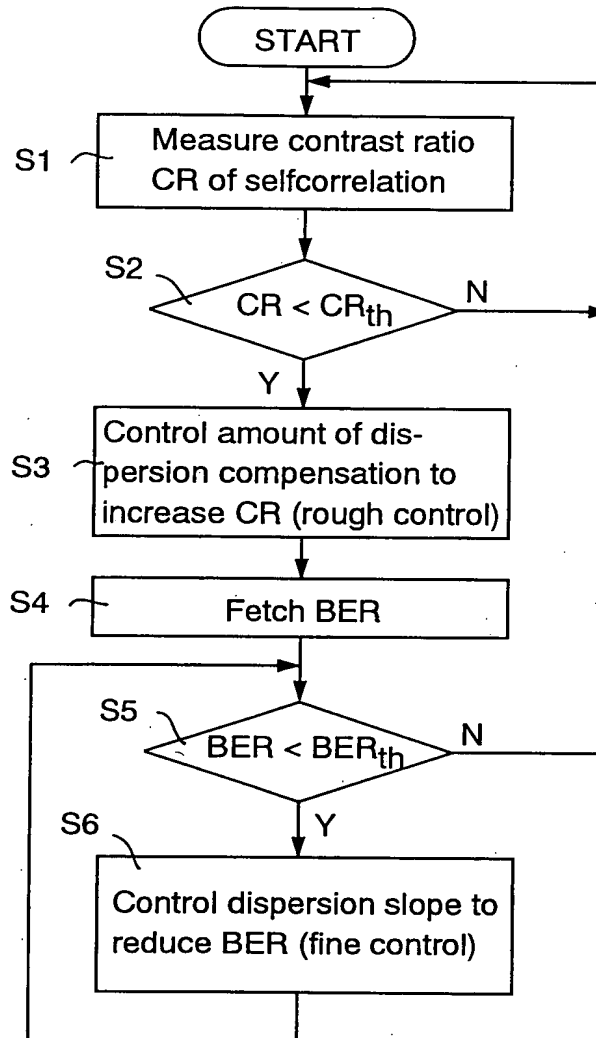 START
S1
Measure contrast ratio
CR of selfcorrelation
S2
CR < CRth
N
Y
S3
Control amount of dis-
persion compensation to
increase CR (rough control)
S4
Fetch BER
S5
BER < BERth
N
Y
S6
Control dispersion slope to
reduce BER (fine control)